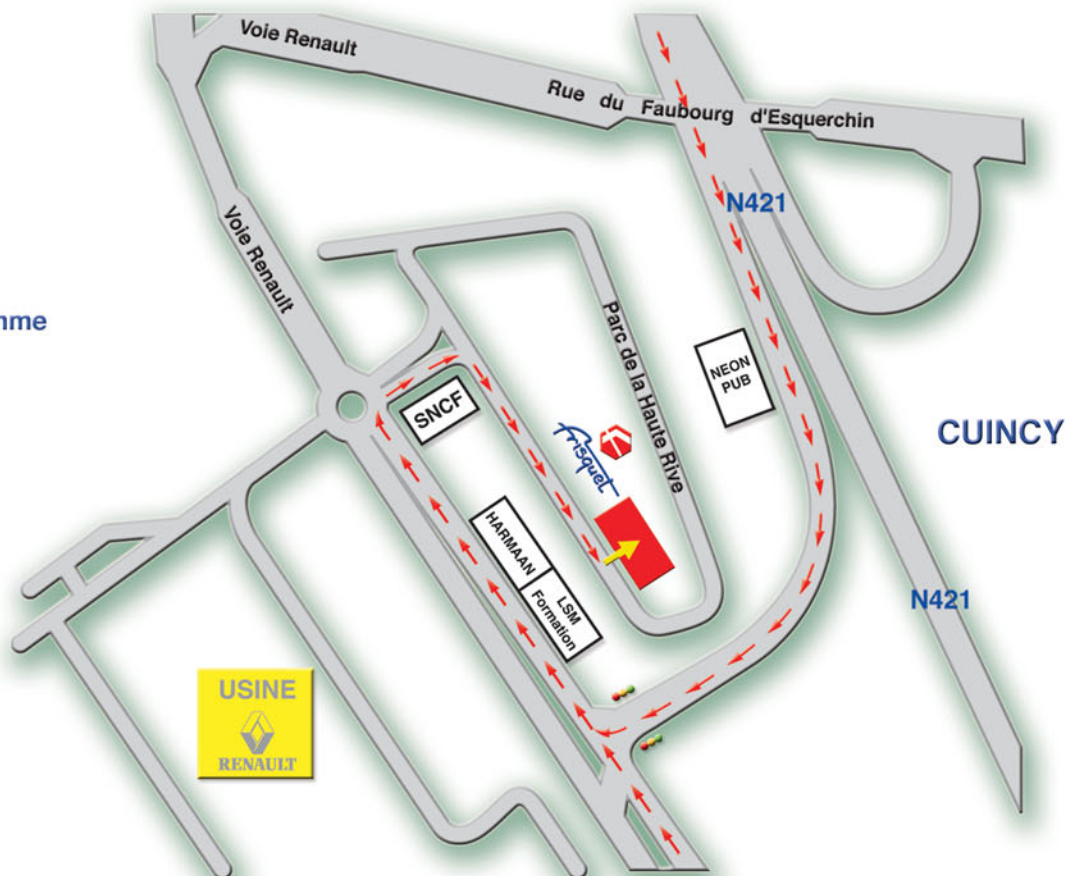 Voie Renault
Rue du Faubourg d'Esquerchin
N421
Voie Renault
Parc de la Haute Rive
NEON
PUB
SNCF
CUINCY
frisquet
HARMAAN
LSM
Formation
N421
USINE
RENAULT